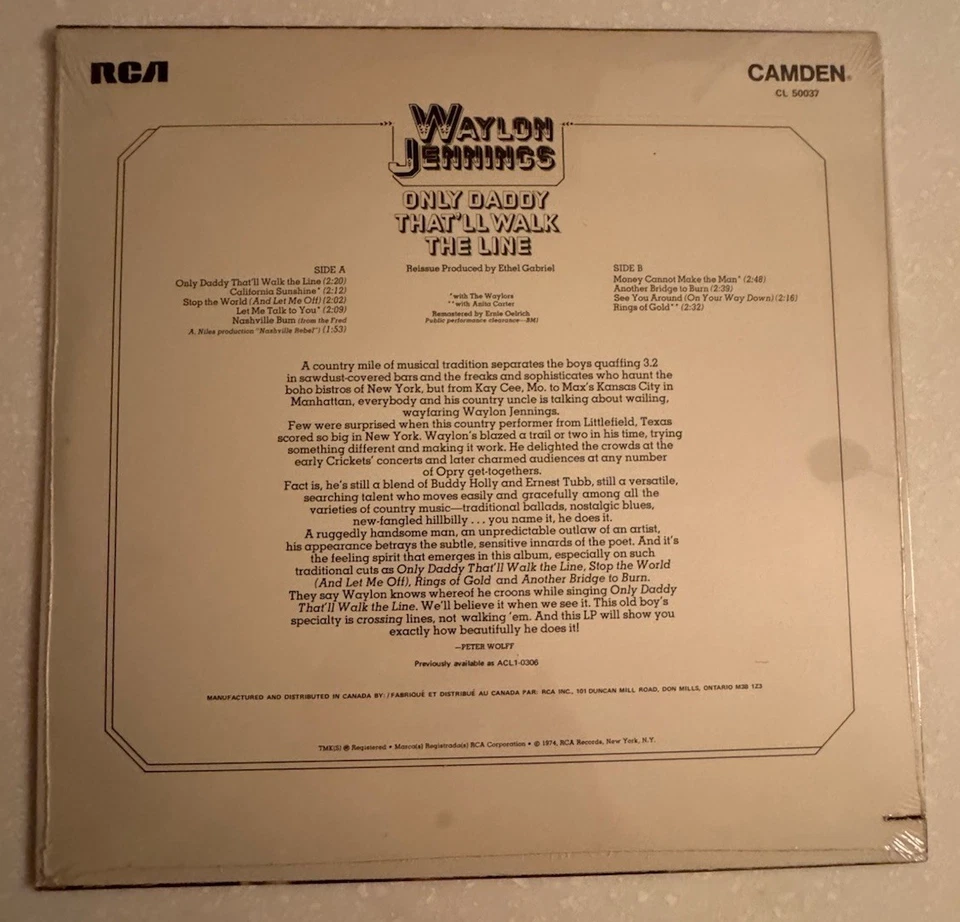 RCA
CAMDEN®
CL 50037
WAYLON
JENNINGS
ONLY DADDY
THAT'LL WALK
THE LINE
SIDE A
Only Daddy That'll Walk the Line (2:20)
California Sunshine* (2:12)
Stop the World (And Let Me Off) (2:02)
Let Me Talk to You* (2:09)
Nashville Bum (from the Fred
A. Niles production "Nashville Rebel") (1:53)
Reissue Produced by Ethel Gabriel
*with The Waylors
**with Anita Carter
Remastered by Ernie Oelrich
Public performance clearance—BMI
SIDE B
Money Cannot Make the Man* (2:48)
Another Bridge to Burn (2:39)
See You Around (On Your Way Down) (2:16)
Rings of Gold** (2:32)
A country mile of musical tradition separates the boys quaffing 3.2
in sawdust-covered bars and the freaks and sophisticates who haunt the
boho bistros of New York, but from Kay Cee, Mo. to Max's Kansas City in
Manhattan, everybody and his country uncle is talking about wailing,
wayfaring Waylon Jennings.
Few were surprised when this country performer from Littlefield, Texas
scored so big in New York. Waylon's blazed a trail or two in his time, trying
something different and making it work. He delighted the crowds at the
early Crickets' concerts and later charmed audiences at any number
of Opry get-togethers.
Fact is, he's still a blend of Buddy Holly and Ernest Tubb, still a versatile,
searching talent who moves easily and gracefully among all the
varieties of country music—traditional ballads, nostalgic blues,
new-fangled hillbilly . . . you name it, he does it.
A ruggedly handsome man, an unpredictable outlaw of an artist,
his appearance betrays the subtle, sensitive innards of the poet. And it's
the feeling spirit that emerges in this album, especially on such
traditional cuts as Only Daddy That'll Walk the Line, Stop the World
(And Let Me Off), Rings of Gold and Another Bridge to Burn.
They say Waylon knows whereof he croons while singing Only Daddy
That'll Walk the Line. We'll believe it when we see it. This old boy's
specialty is crossing lines, not walking 'em. And this LP will show you
exactly how beautifully he does it!
—PETER WOLFF
Previously available as ACL1-0306
MANUFACTURED AND DISTRIBUTED IN CANADA BY: / FABRIQUÉ ET DISTRIBUÉ AU CANADA PAR: RCA INC., 101 DUNCAN MILL ROAD, DON MILLS, ONTARIO M3B 1Z3
TMK(S) ® Registered • Marca(s) Registrada(s) RCA Corporation • © 1974, RCA Records, New York, N.Y.